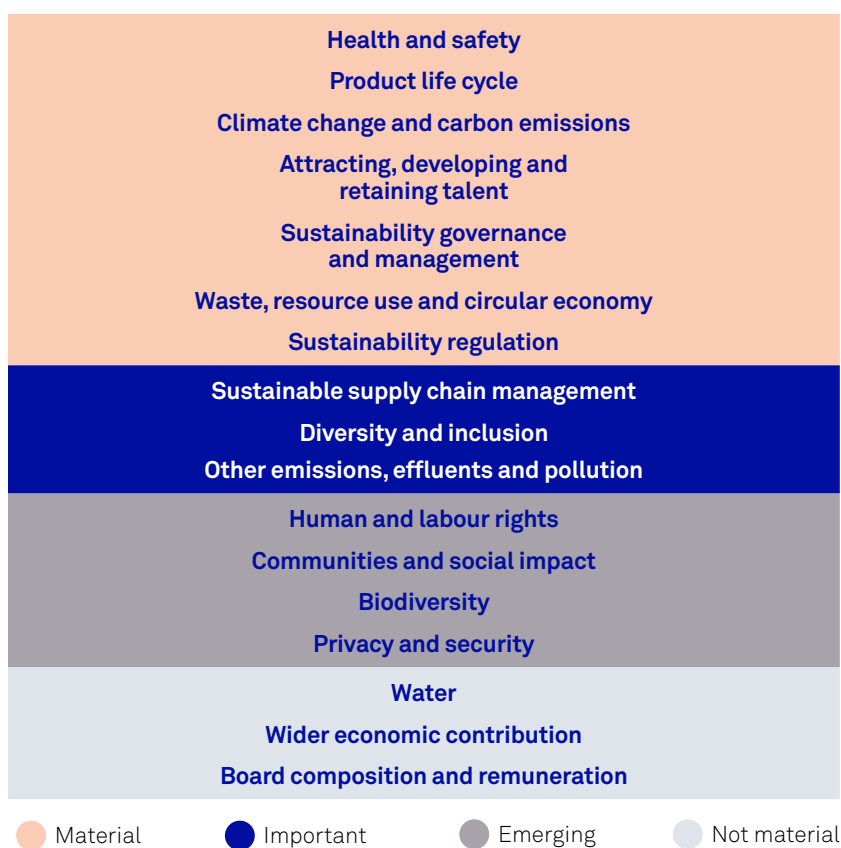 Health and safety
Product life cycle
Climate change and carbon emissions
Attracting, developing and
retaining talent
Sustainability governance
and management
Waste, resource use and circular economy
Sustainability regulation
Sustainable supply chain management
Diversity and inclusion
Other emissions, effluents and pollution
Human and labour rights
Communities and social impact
Biodiversity
Privacy and security
Water
Wider economic contribution
Board composition and remuneration
Material Important Emerging Not material